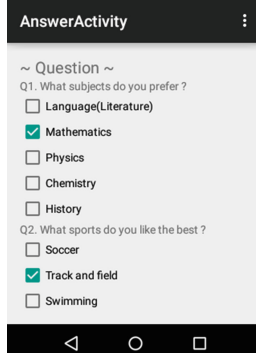 AnswerActivity
~ Question ~
Q1. What subjects do you prefer ?
Language(Literature)
Mathematics
Physics
Chemistry
History
Q2. What sports do you like the best ?
Soccer
Track and field
Swimming